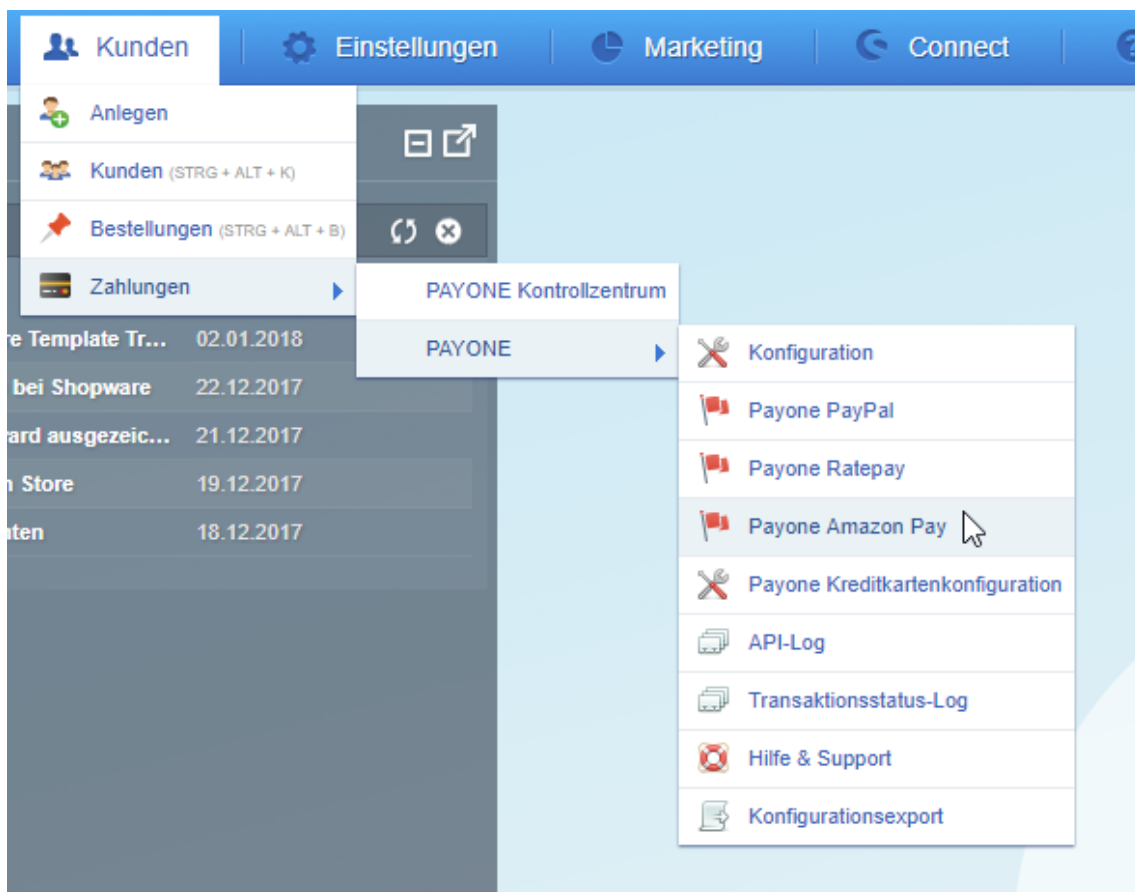 Kunden Einstellungen Marketing Connect
Anlegen
Kunden (STRG + ALT + K)
Bestellungen (STRG + ALT + B)
Zahlungen
PAYONE Kontrollzentrum
PAYONE
re Template Tr... 02.01.2018
bei Shopware 22.12.2017
ard ausgezeic... 21.12.2017
Store 19.12.2017
18.12.2017
Konfiguration
Payone PayPal
Payone Ratepay
Payone Amazon Pay
Payone Kreditkartenkonfiguration
API-Log
Transaktionsstatus-Log
Hilfe & Support
Konfigurationsexport